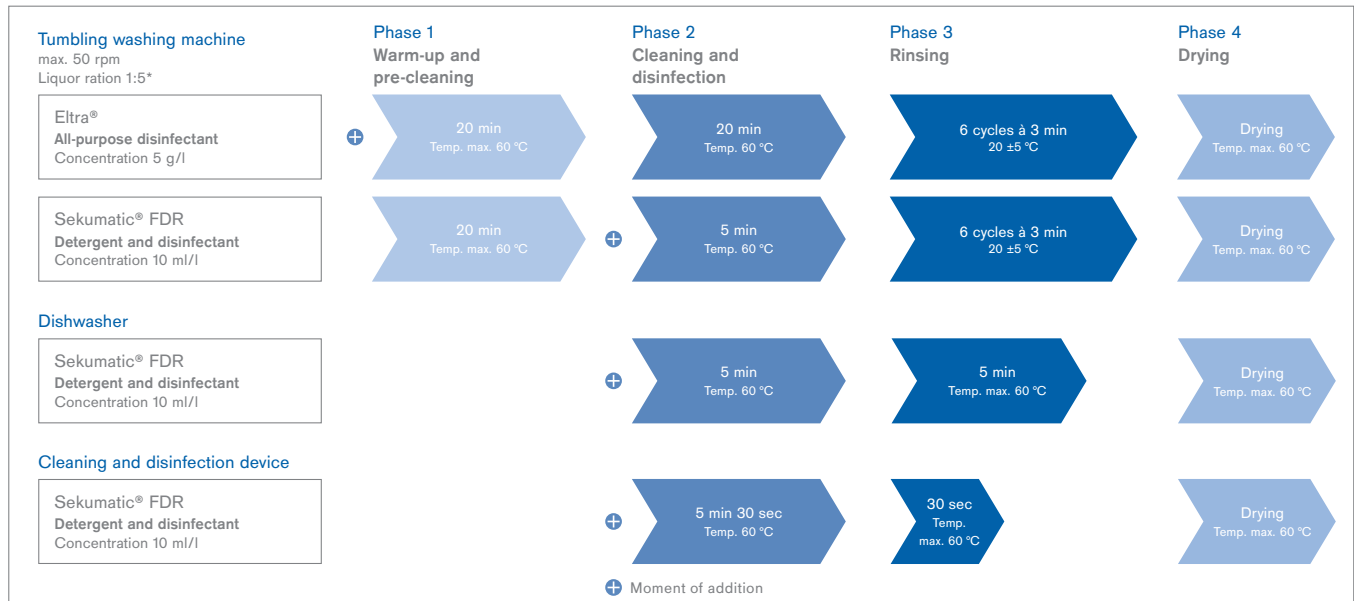 Tumbling washing machine
max. 50 rpm
Liquor ration 1:5*
Phase 1
Warm-up and
pre-cleaning
Phase 2
Cleaning and
disinfection
Phase 3
Rinsing
Phase 4
Drying
Eltra®
All-purpose disinfectant
Concentration 5 g/l
20 min
Temp. max. 60 °C
20 min
Temp. 60 °C
6 cycles à 3 min
20 ±5 °C
Drying
Temp. max. 60 °C
Sekumatic® FDR
Detergent and disinfectant
Concentration 10 ml/l
20 min
Temp. max. 60 °C
5 min
Temp. 60 °C
6 cycles à 3 min
20 ±5 °C
Drying
Temp. max. 60 °C
Dishwasher
Sekumatic® FDR
Detergent and disinfectant
Concentration 10 ml/l
5 min
Temp. 60 °C
5 min
Temp. max. 60 °C
Drying
Temp. max. 60 °C
Cleaning and disinfection device
Sekumatic® FDR
Detergent and disinfectant
Concentration 10 ml/l
5 min 30 sec
Temp. 60 °C
30 sec
Temp.
max. 60 °C
Drying
Temp. max. 60 °C
Moment of addition